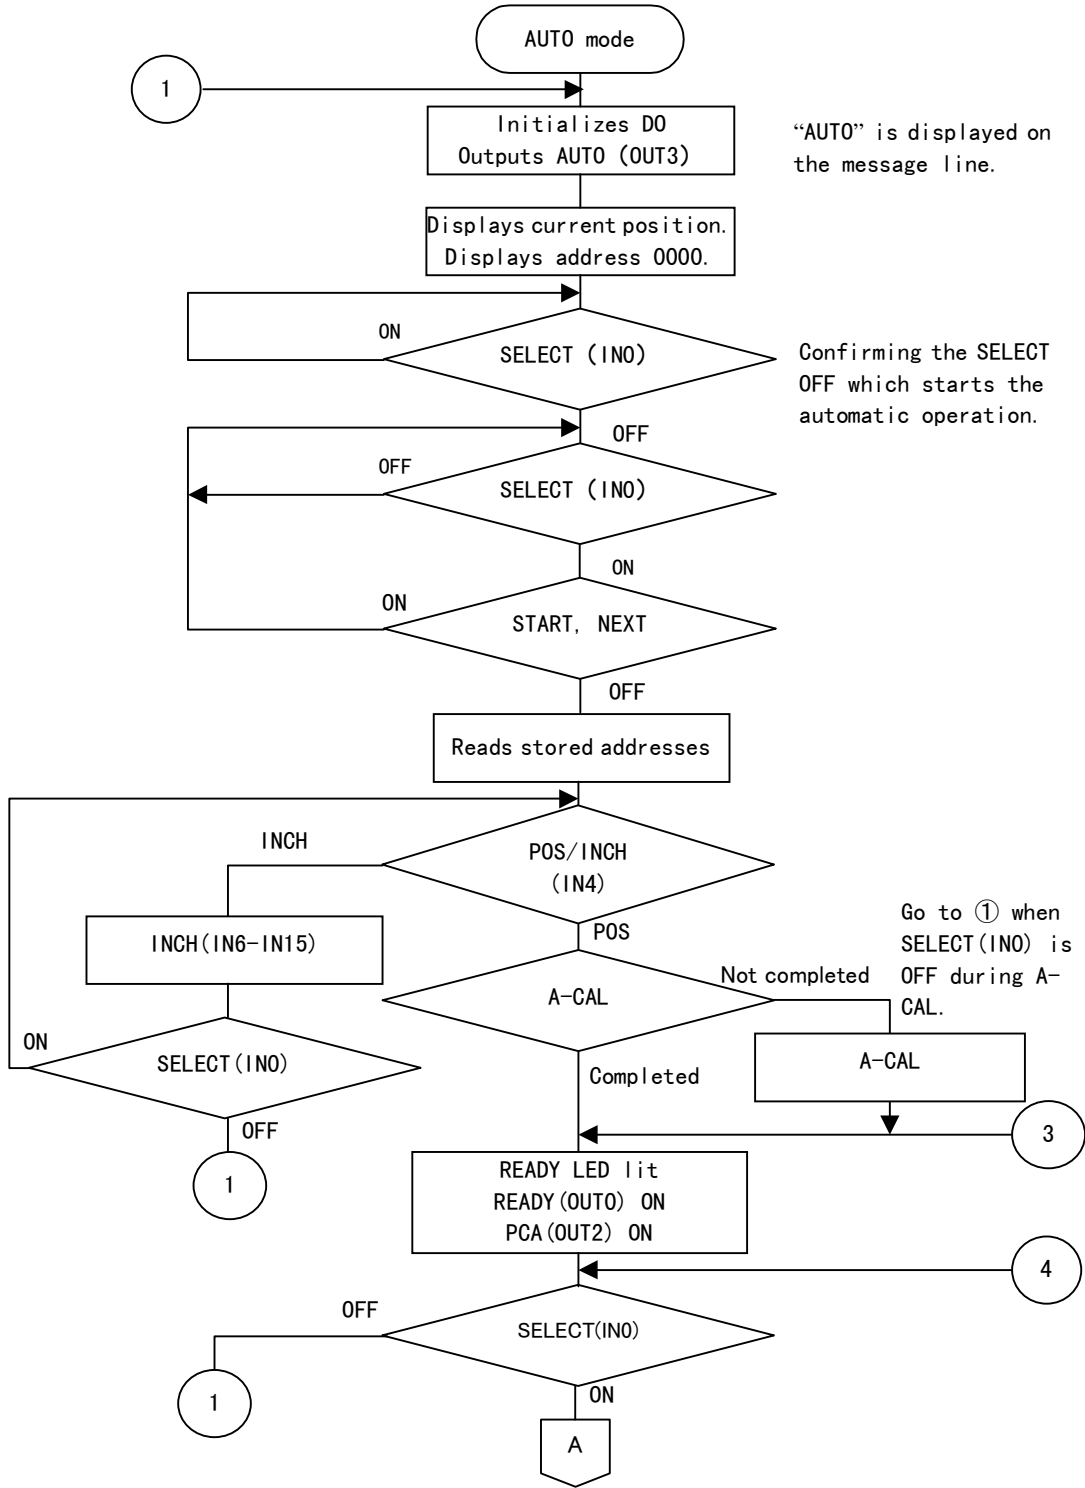 AUTO mode
1
Initializes DO
Outputs AUTO (OUT3)
“AUTO” is displayed on
the message line.
Displays current position.
Displays address 0000.
ON
SELECT (IN0)
Confirming the SELECT
OFF which starts the
automatic operation.
OFF
OFF
SELECT (IN0)
ON
ON
START, NEXT
OFF
Reads stored addresses
INCH
POS/INCH
(IN4)
POS
INCH(IN6-IN15)
Go to ① when
SELECT(IN0) is
OFF during A-
CAL.
Not completed
A-CAL
ON
SELECT(IN0)
OFF
1
Completed
A-CAL
3
READY LED lit
READY(OUT0) ON
PCA(OUT2) ON
4
OFF
SELECT(IN0)
1
ON
A